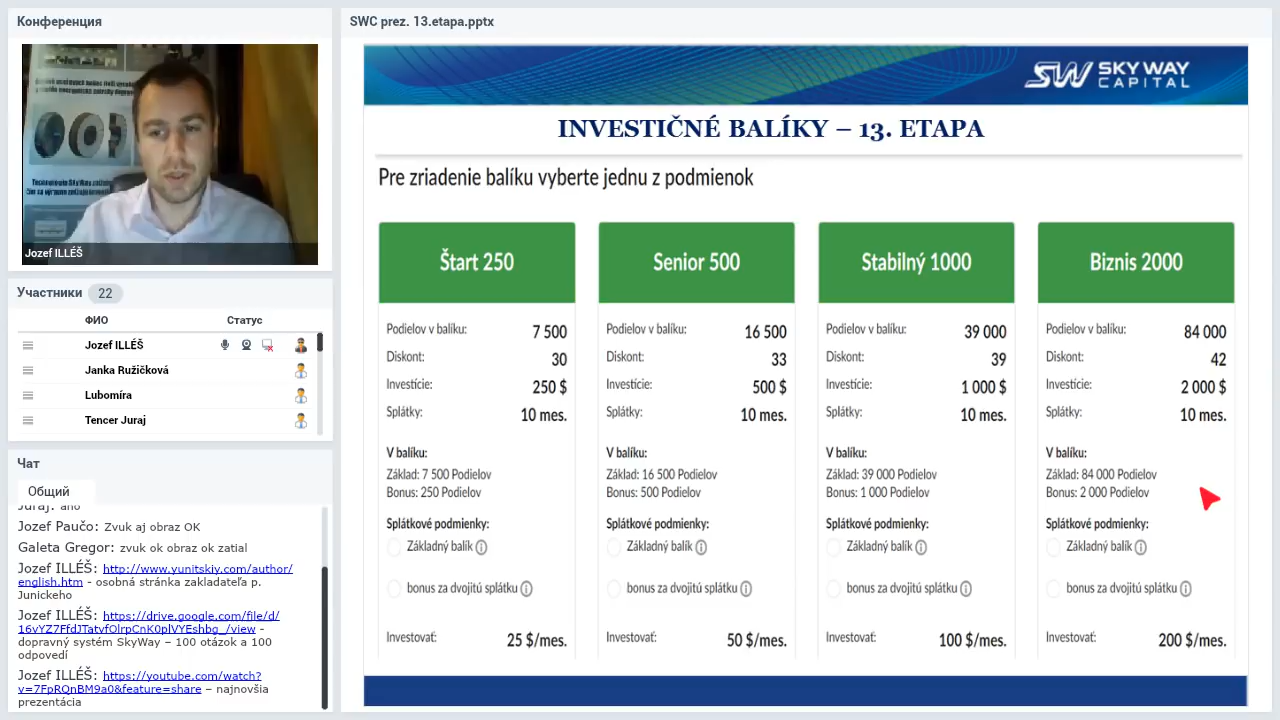 Конференция
Jozef ILLÉŠ
Участники 22
ФИО Статус
Jozef ILLÉŠ
Janka Ružičková
Lubomíra
Tencer Juraj
Чат
Общий
Juraj: ano
Jozef Paučo: Zvuk aj obraz OK
Galeta Gregor: zvuk ok obraz ok zatial
Jozef ILLÉŠ: http://www.yunitskiy.com/author/
english.htm - osobná stránka zakladateľa p.
Junickeho
Jozef ILLÉŠ: https://drive.google.com/file/d/
16vYZ7FfdJTatvfOlrpCnK0plVYEshbg_/view -
dopravný systém SkyWay – 100 otázok a 100
odpovedí
Jozef ILLÉŠ: https://youtube.com/watch?
v=7FpRQnBM9a0&feature=share – najnovšia
prezentácia
SWC prez. 13.etapa.pptx
SW SKY WAY
CAPITAL
INVESTIČNÉ BALÍKY – 13. ETAPA
Pre zriadenie balíku vyberte jednu z podmienok
Štart 250
Podielov v balíku: 7 500
Diskont: 30
Investície: 250 $
Splátky: 10 mes.
V balíku:
Základ: 7 500 Podielov
Bonus: 250 Podielov
Splátkové podmienky:
Základný balík
bonus za dvojitú splátku
Investovať: 25 $/mes.
Senior 500
Podielov v balíku: 16 500
Diskont: 33
Investície: 500 $
Splátky: 10 mes.
V balíku:
Základ: 16 500 Podielov
Bonus: 500 Podielov
Splátkové podmienky:
Základný balík
bonus za dvojitú splátku
Investovať: 50 $/mes.
Stabilný 1000
Podielov v balíku: 39 000
Diskont: 39
Investície: 1 000 $
Splátky: 10 mes.
V balíku:
Základ: 39 000 Podielov
Bonus: 1 000 Podielov
Splátkové podmienky:
Základný balík
bonus za dvojitú splátku
Investovať: 100 $/mes.
Biznis 2000
Podielov v balíku: 84 000
Diskont: 42
Investície: 2 000 $
Splátky: 10 mes.
V balíku:
Základ: 84 000 Podielov
Bonus: 2 000 Podielov
Splátkové podmienky:
Základný balík
bonus za dvojitú splátku
Investovať: 200 $/mes.